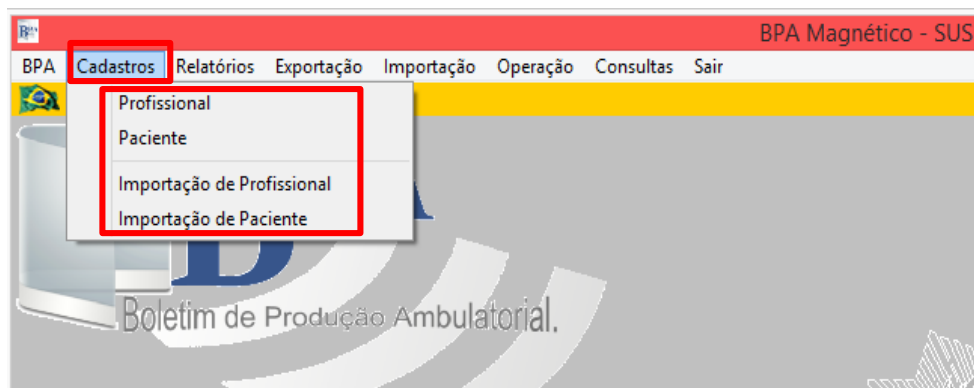 BPA Magnético - SUS
BPA Cadastros Relatórios Exportação Importação Operação Consultas Sair
Profissional
Paciente
Importação de Profissional
Importação de Paciente
Boletim de Produção Ambulatorial.